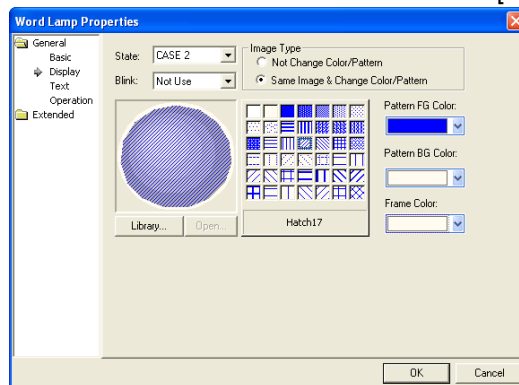 Word Lamp Properties
General
Basic
Display
Text
Operation
Extended
State: CASE 2
Blink: Not Use
Image Type
Not Change Color/Pattern
Same Image & Change Color/Pattern
Library...
Open...
Hatch17
Pattern FG Color:
Pattern BG Color:
Frame Color:
OK
Cancel